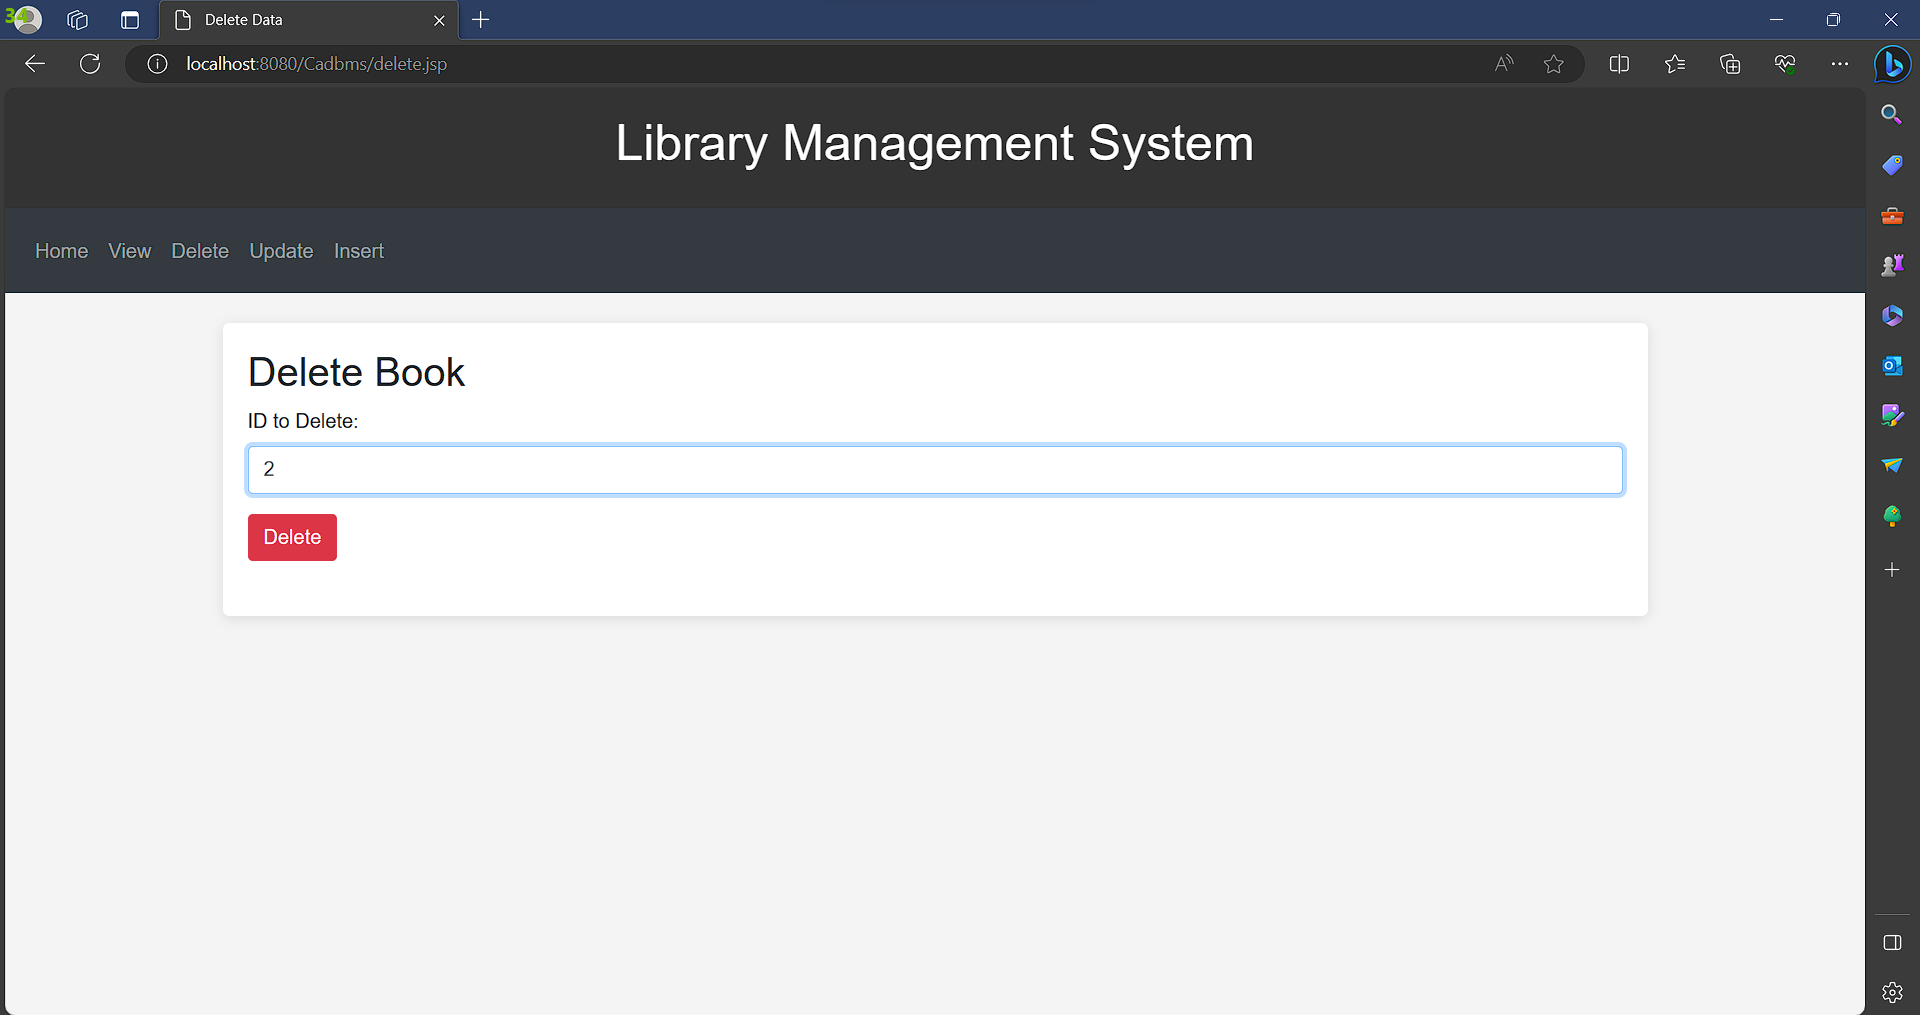 34
Delete Data
localhost:8080/Cadbms/delete.jsp
Library Management System
Home View Delete Update Insert
Delete Book
ID to Delete:
2
Delete